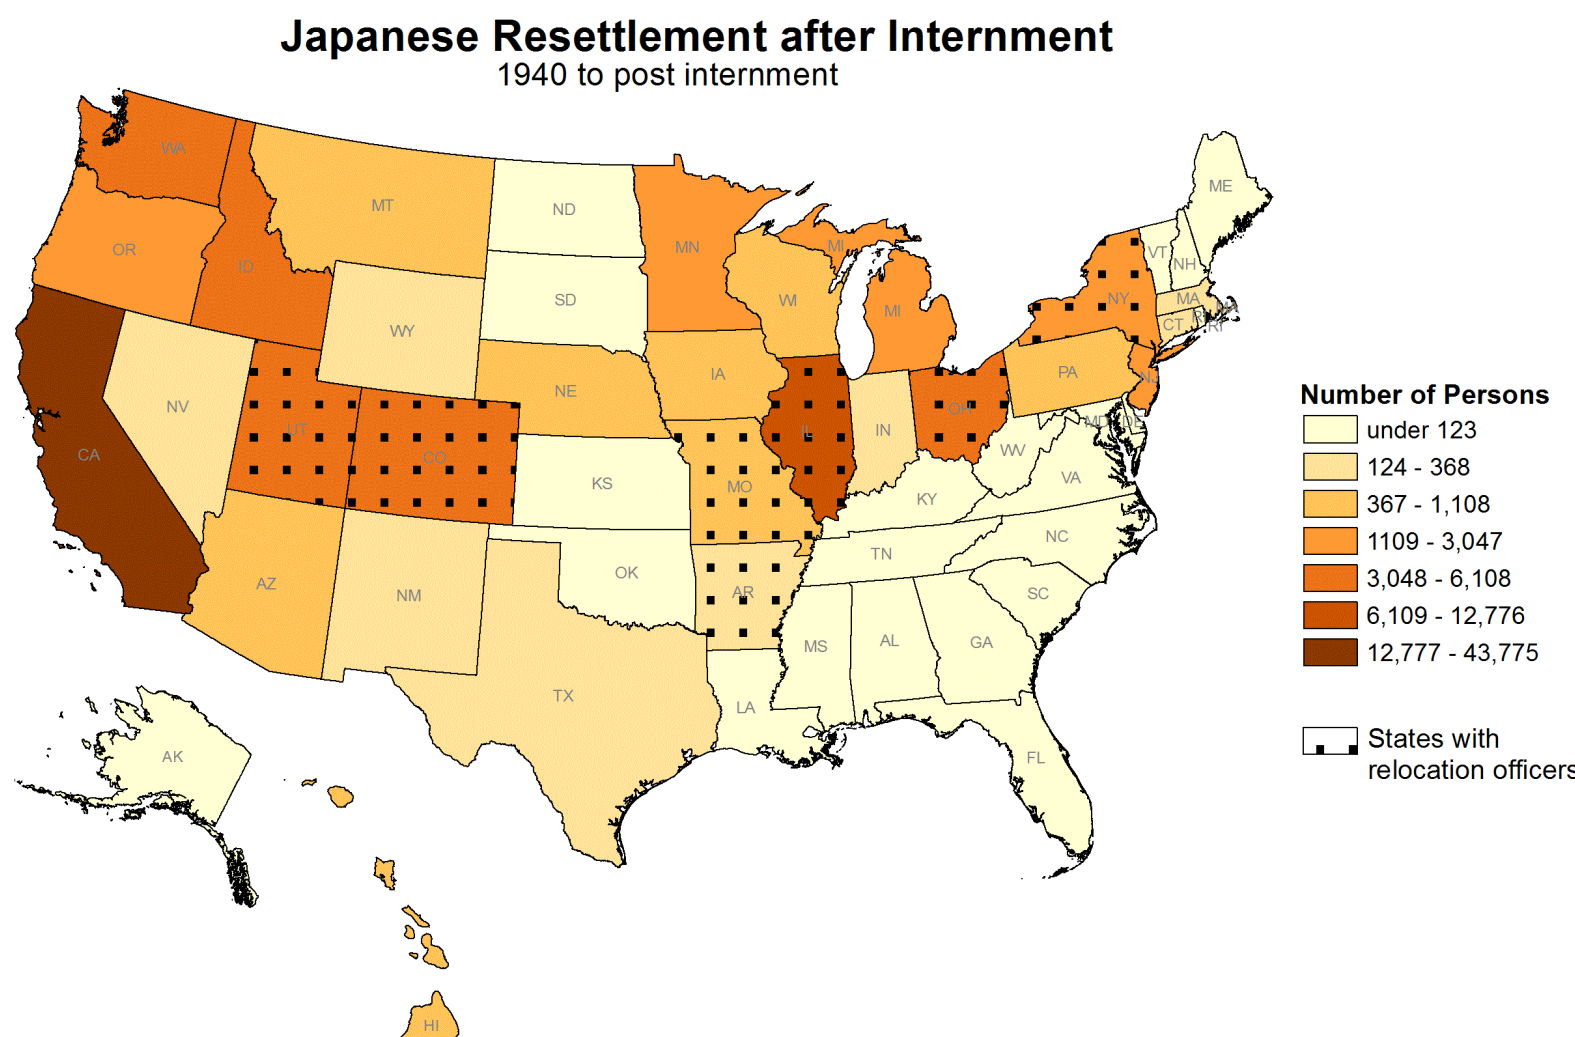 Japanese Resettlement after Internment
1940 to post internment
WA
MT
ND
MN
ME
OR
ID
SD
WI
MI
MI
VT
NH
NY
MA
MA
WY
CT
RI
RI
NV
NE
IA
PA
NJ
UT
CO
CA
KS
MO
IL
IN
OH
MD
DE
WV
VA
KY
NC
TN
AZ
NM
OK
AR
SC
MS
AL
GA
TX
LA
FL
AK
HI
Number of Persons
under 123
124 - 368
367 - 1,108
1109 - 3,047
3,048 - 6,108
6,109 - 12,776
12,777 - 43,775
States with
relocation officers